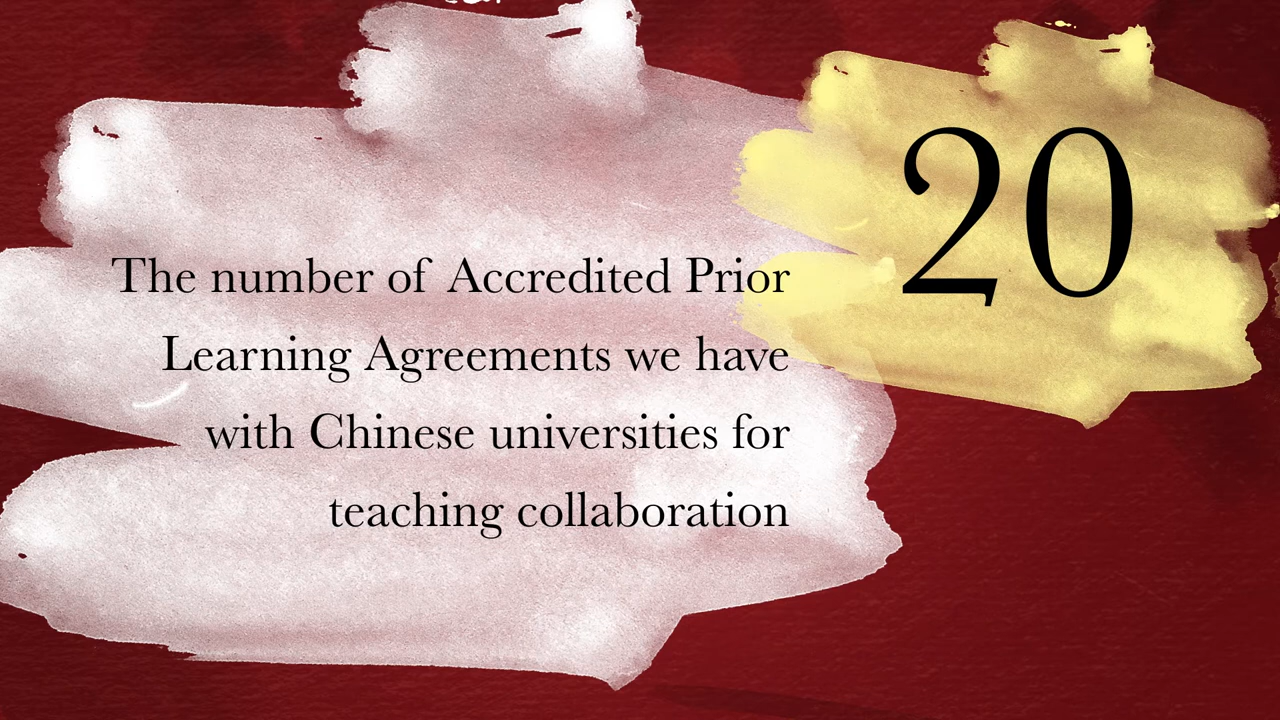 20
The number of Accredited Prior
Learning Agreements we have
with Chinese universities for
teaching collaboration